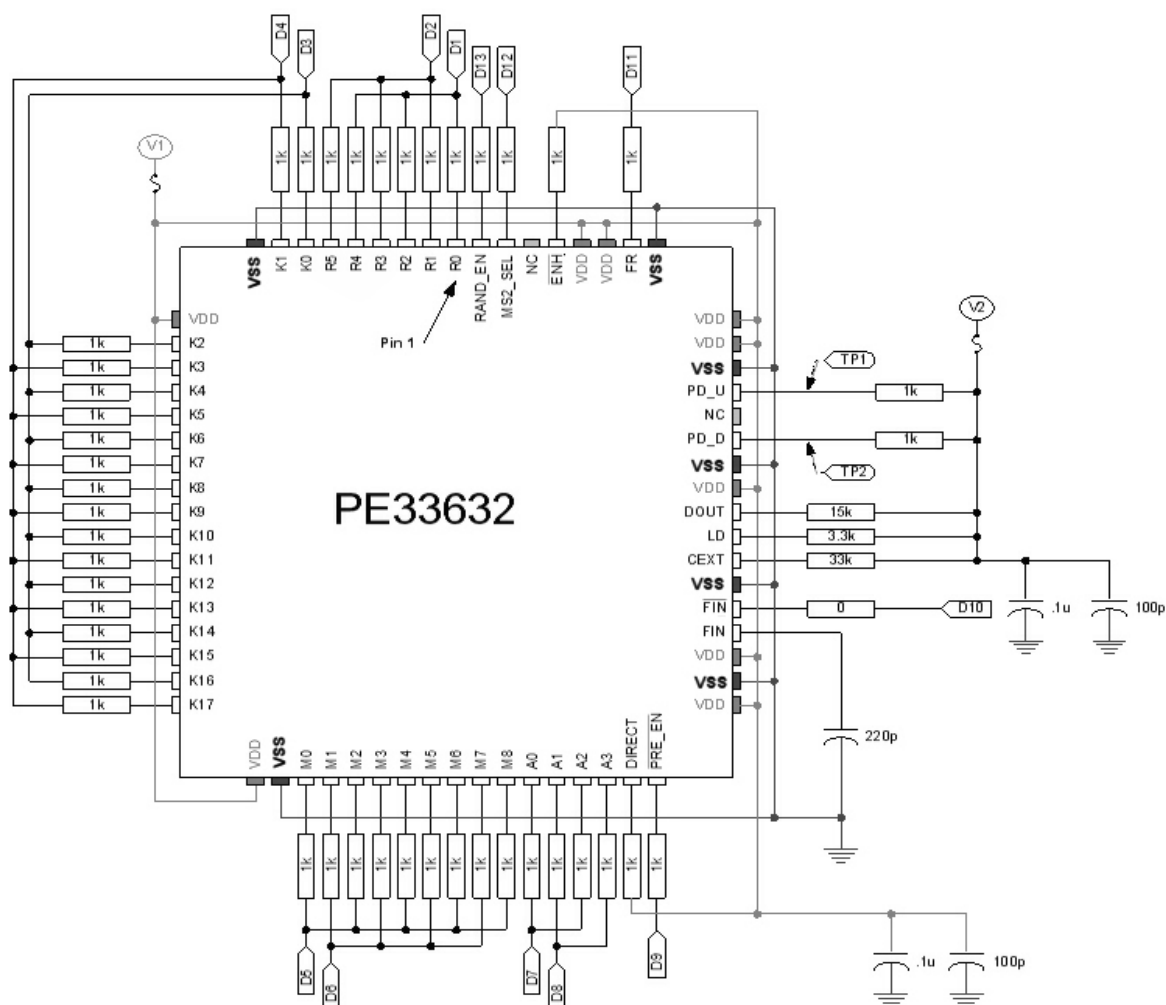 D4
D3
D2
D1
D13
D12
D11
V1
1k 1k 1k 1k 1k 1k 1k 1k 1k 1k 1k 1k
VSS K1 K0 R5 R4 R3 R2 R1 R0 RAND_EN MS2_SEL NC ENH VDD VDD FR VSS
Pin 1
VDD
1k K2
1k K3
1k K4
1k K5
1k K6
1k K7
1k K8
1k K9
1k K10
1k K11
1k K12
1k K13
1k K14
1k K15
1k K16
1k K17
PE33632
V2
VDD
VDD
VSS
TP1
PD_U 1k
NC
PD_D 1k
VSS
TP2
VDD
DOUT 15k
LD 3.3k
CEXT 33k
VSS
FIN 0 D10
.1u 100p
FIN
VDD
VSS
VDD
220p
VDD VSS M0 M1 M2 M3 M4 M5 M6 M7 M8 A0 A1 A2 A3 DIRECT PRE_EN
1k 1k 1k 1k 1k 1k 1k 1k 1k 1k 1k 1k 1k 1k 1k
D5
D6
D7
D8
D9
.1u 100p